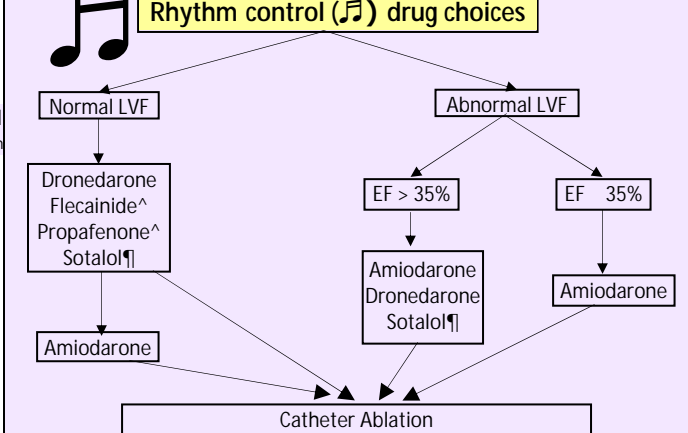 Rhythm control (♫) drug choices
Normal LVF
Abnormal LVF
Dronedarone
Flecainide^
Propafenone^
Sotalol¶
EF > 35%
EF 35%
Amiodarone
Dronedarone
Sotalol¶
Amiodarone
Amiodarone
Catheter Ablation